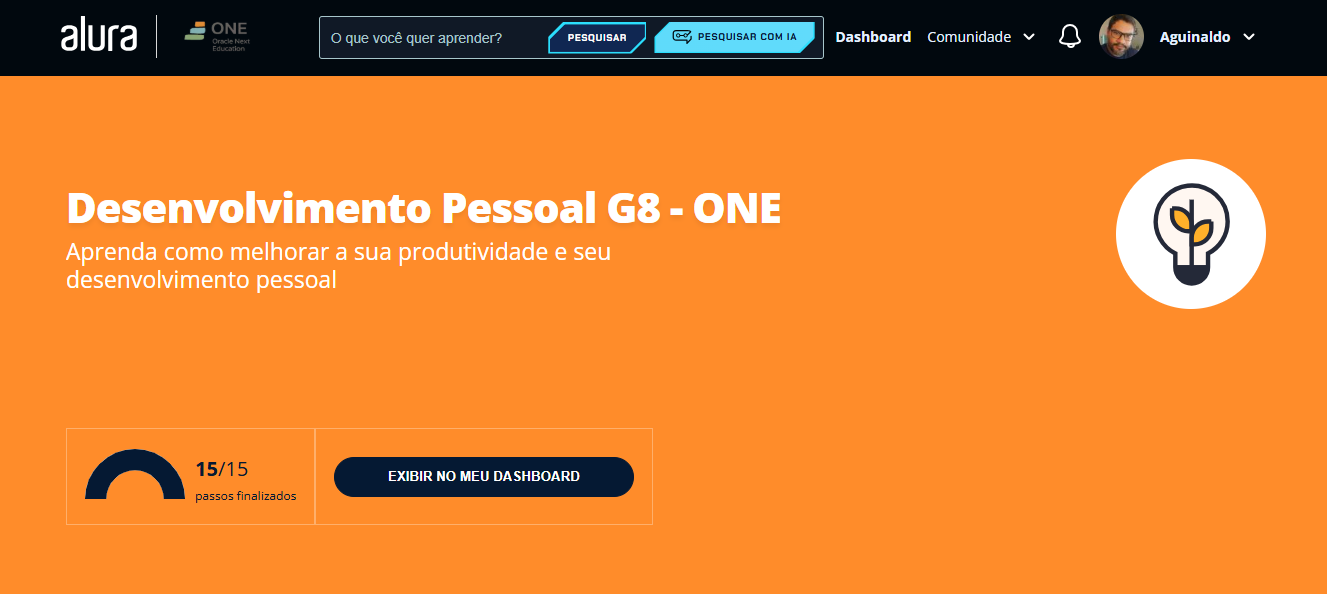 alura
ONE
Oracle Next
Education
O que você quer aprender?
PESQUISAR
PESQUISAR COM IA
Dashboard
Comunidade
Aguinaldo
Desenvolvimento Pessoal G8 - ONE
Aprenda como melhorar a sua produtividade e seu
desenvolvimento pessoal
15/15
passos finalizados
EXIBIR NO MEU DASHBOARD